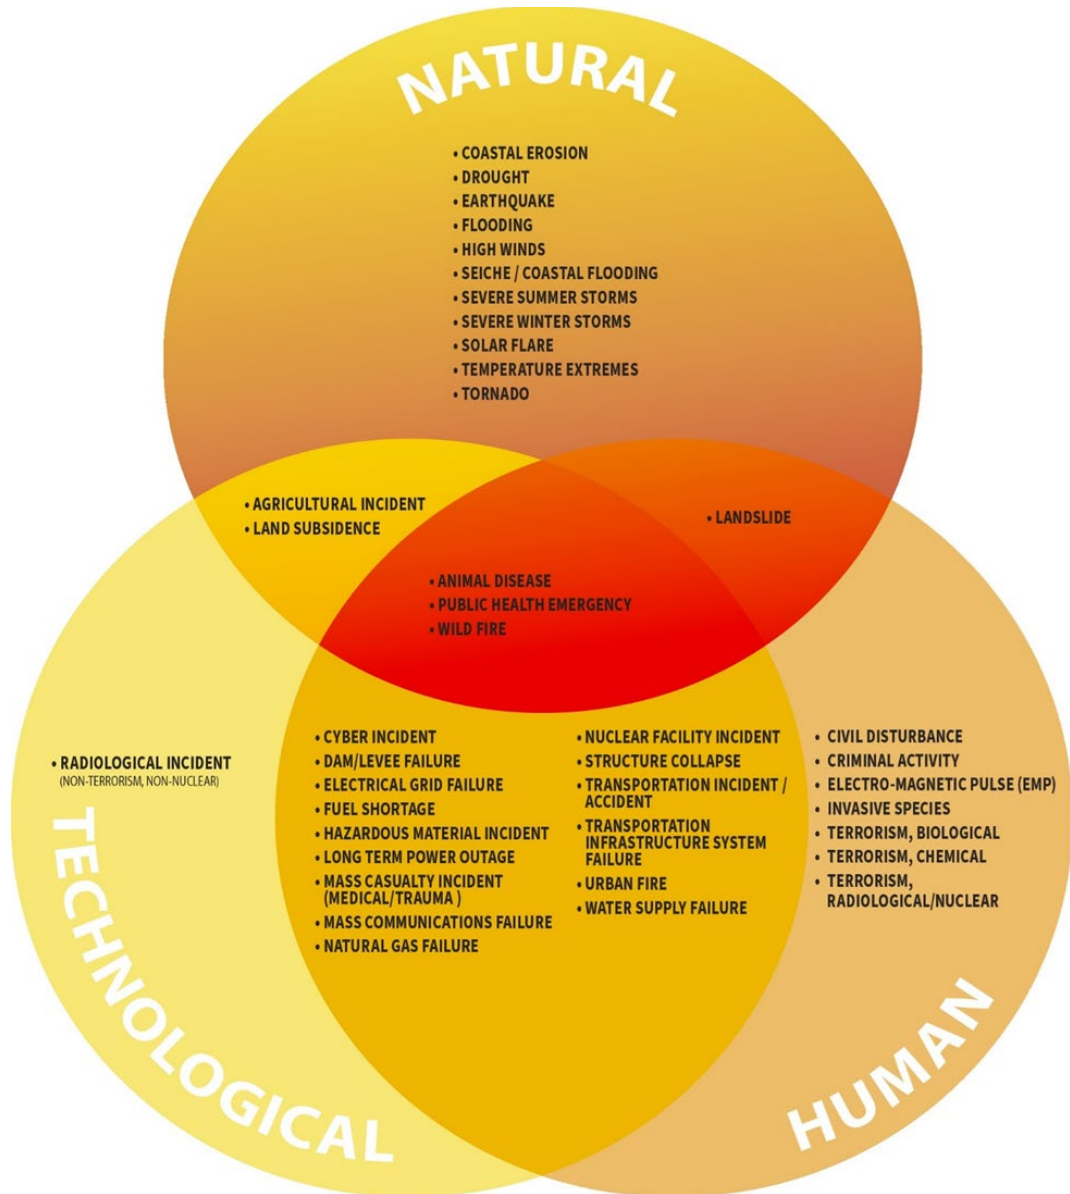 NATURAL
• COASTAL EROSION
• DROUGHT
• EARTHQUAKE
• FLOODING
• HIGH WINDS
• SEICHE / COASTAL FLOODING
• SEVERE SUMMER STORMS
• SEVERE WINTER STORMS
• SOLAR FLARE
• TEMPERATURE EXTREMES
• TORNADO
• AGRICULTURAL INCIDENT
• LAND SUBSIDENCE
• LANDSLIDE
• ANIMAL DISEASE
• PUBLIC HEALTH EMERGENCY
• WILD FIRE
• RADIOLOGICAL INCIDENT
(NON-TERRORISM, NON-NUCLEAR)
TECHNOLOGICAL
• CYBER INCIDENT
• DAM/LEVEE FAILURE
• ELECTRICAL GRID FAILURE
• FUEL SHORTAGE
• HAZARDOUS MATERIAL INCIDENT
• LONG TERM POWER OUTAGE
• MASS CASUALTY INCIDENT
(MEDICAL/TRAUMA )
• MASS COMMUNICATIONS FAILURE
• NATURAL GAS FAILURE
• NUCLEAR FACILITY INCIDENT
• STRUCTURE COLLAPSE
• TRANSPORTATION INCIDENT /
ACCIDENT
• TRANSPORTATION
INFRASTRUCTURE SYSTEM
FAILURE
• URBAN FIRE
• WATER SUPPLY FAILURE
• CIVIL DISTURBANCE
• CRIMINAL ACTIVITY
• ELECTRO-MAGNETIC PULSE (EMP)
• INVASIVE SPECIES
• TERRORISM, BIOLOGICAL
• TERRORISM, CHEMICAL
• TERRORISM,
RADIOLOGICAL/NUCLEAR
HUMAN